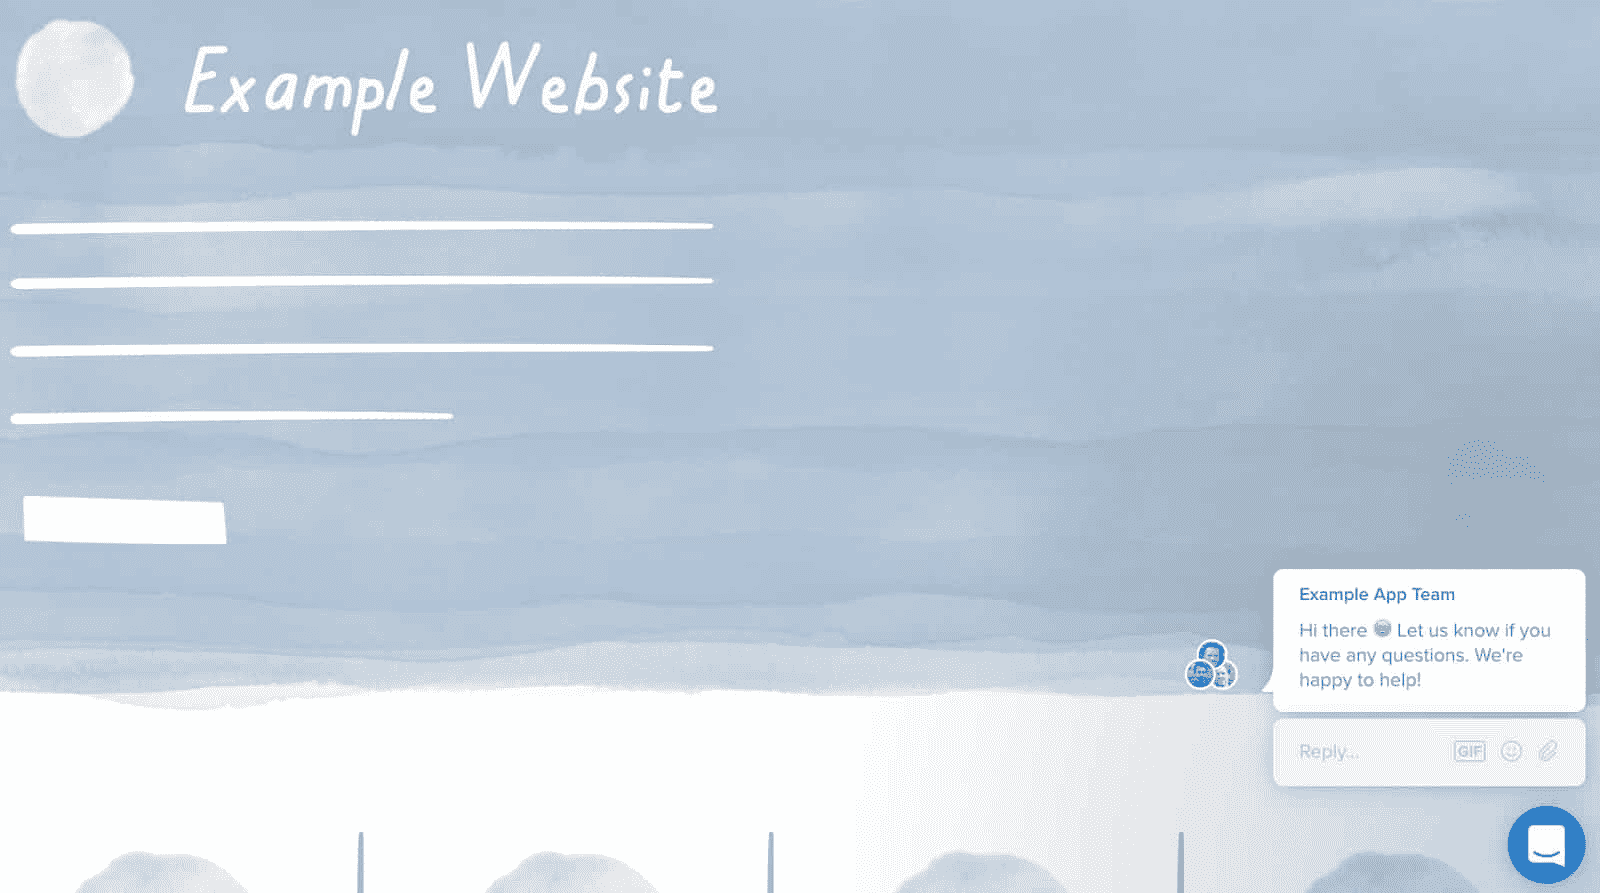 Example Website
Example App Team
Hi there Let us know if you
have any questions. We're
happy to help!
Reply...
GIF